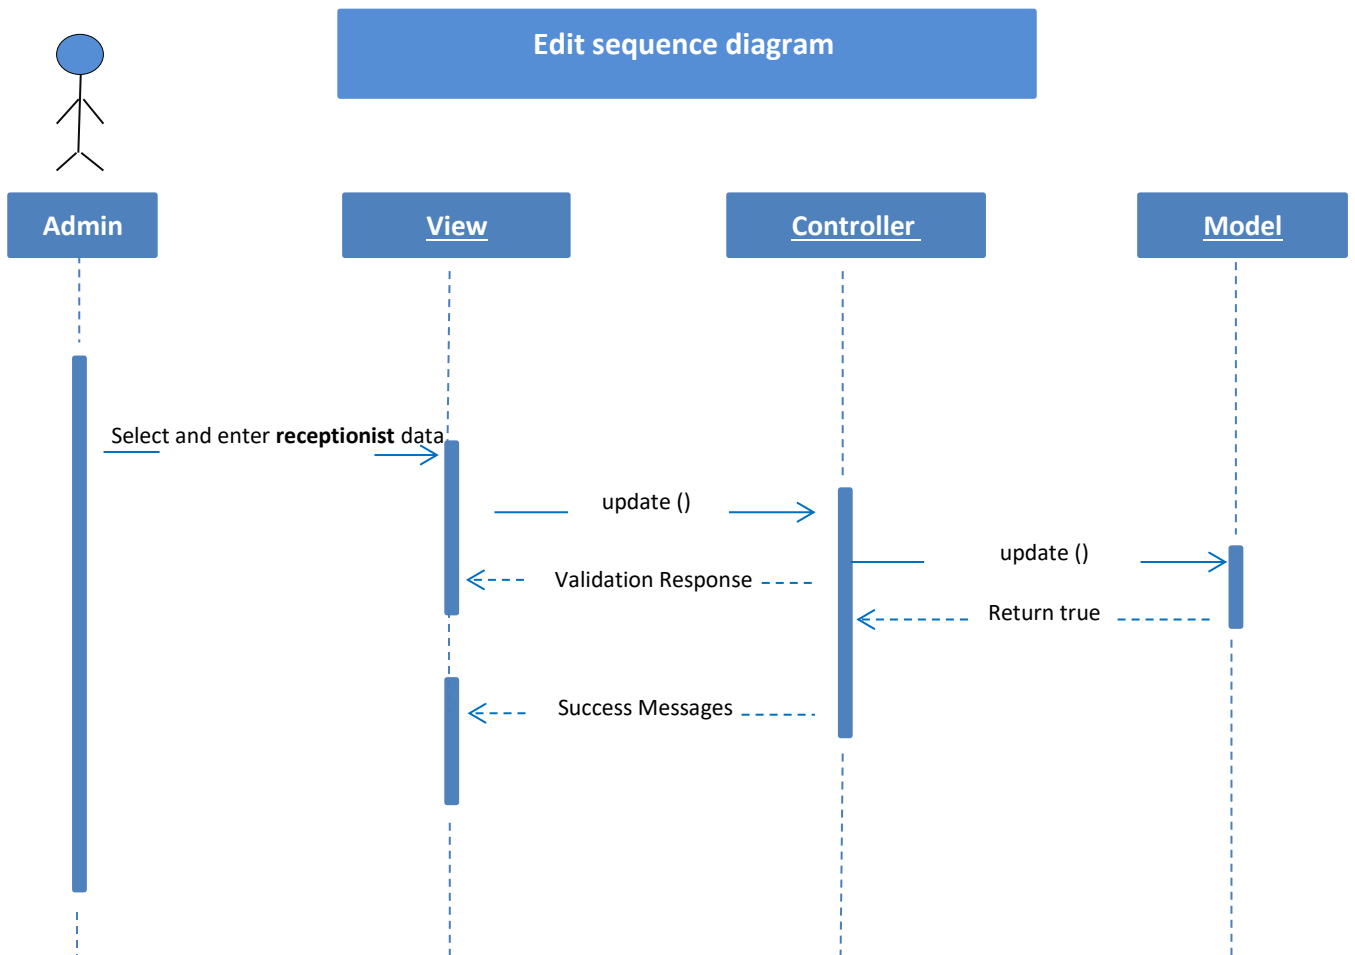 Edit sequence diagram
Admin
View
Controller
Model
Select and enter receptionist data
update ()
update ()
Validation Response
Return true
Success Messages